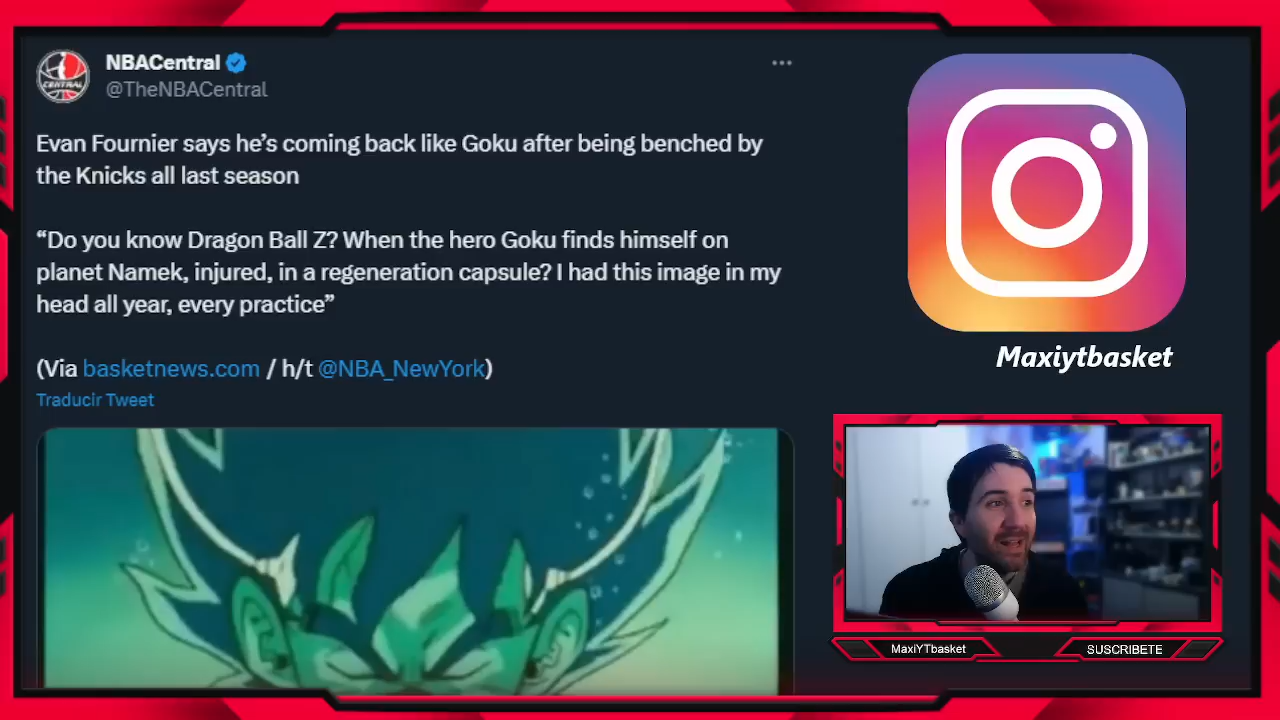 NBACentral
@TheNBACentral
Evan Fournier says he’s coming back like Goku after being benched by
the Knicks all last season
“Do you know Dragon Ball Z? When the hero Goku finds himself on
planet Namek, injured, in a regeneration capsule? I had this image in my
head all year, every practice”
(Via basketnews.com / h/t @NBA_NewYork)
Traducir Tweet
Maxiytbasket
MaxiYTbasket
SUSCRIBETE